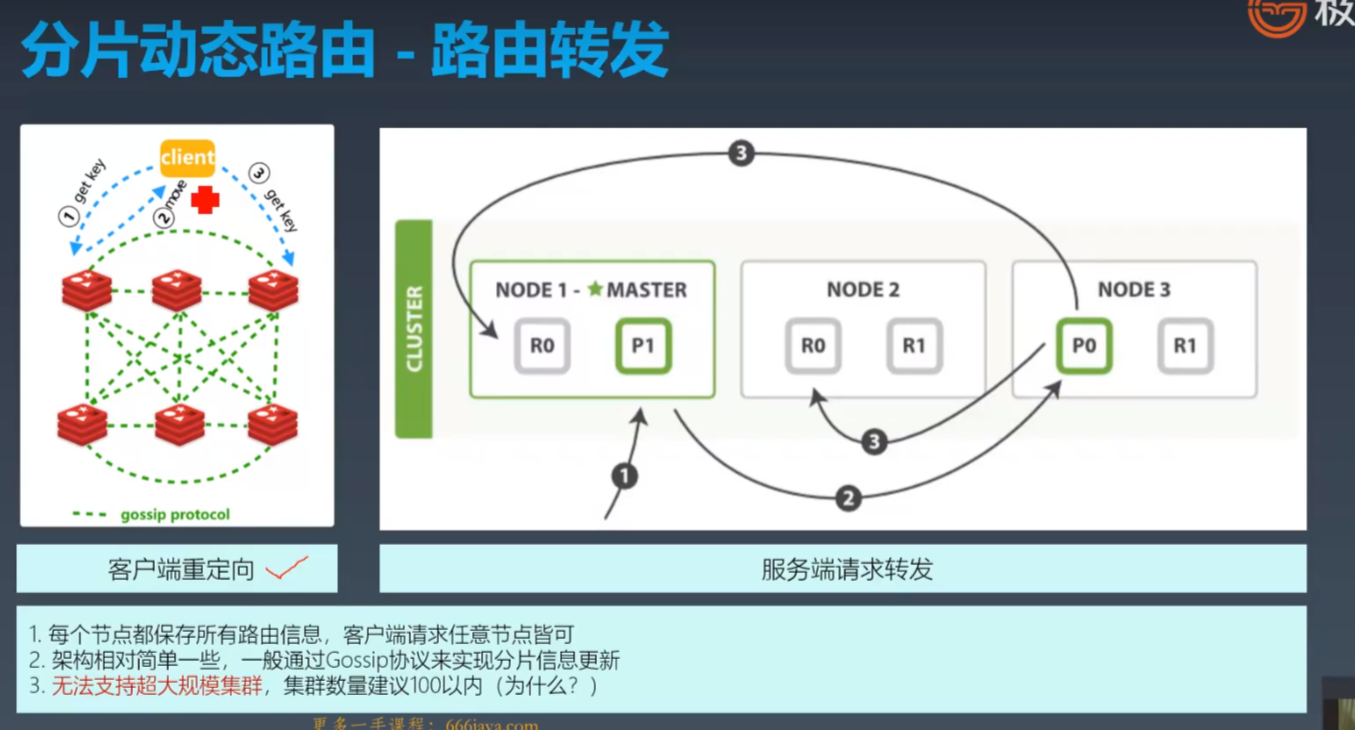 分片动态路由 - 路由转发
极
client
① get key
② move
③ get key
gossip protocol
③
CLUSTER
NODE 1 - ★ MASTER
R0 P1
NODE 2
R0 R1
NODE 3
P0 R1
③
①
②
客户端重定向
服务端请求转发
1. 每个节点都保存所有路由信息，客户端请求任意节点皆可
2. 架构相对简单一些，一般通过Gossip协议来实现分片信息更新
3. 无法支持超大规模集群，集群数量建议100以内（为什么？）
更多一手课程：666java.com